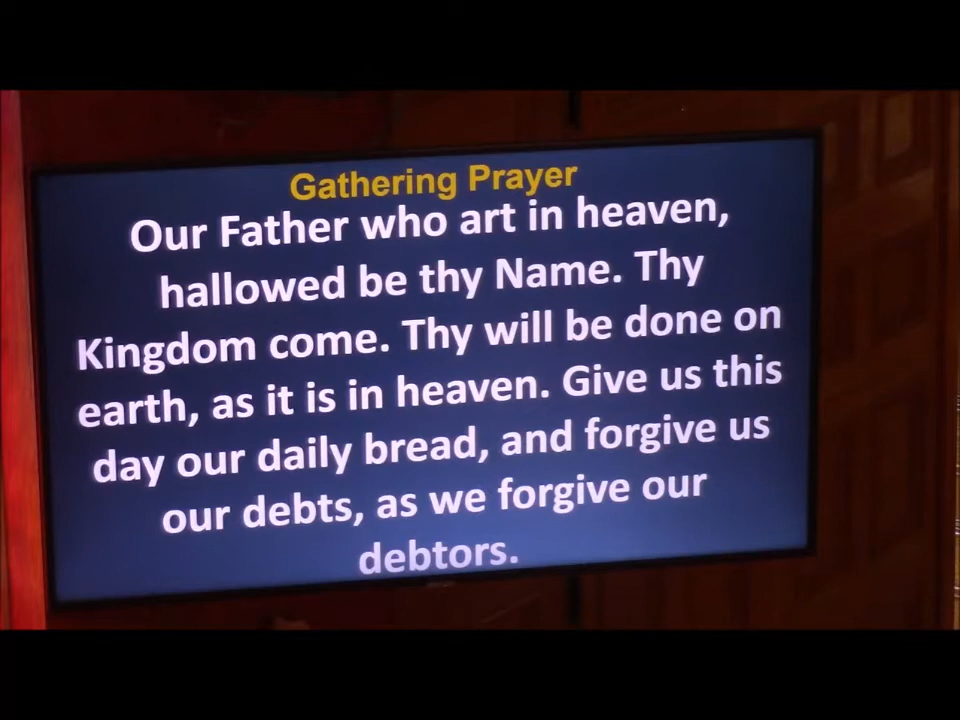 Gathering Prayer
Our Father who art in heaven,
hallowed be thy Name. Thy
Kingdom come. Thy will be done on
earth, as it is in heaven. Give us this
day our daily bread, and forgive us
our debts, as we forgive our
debtors.